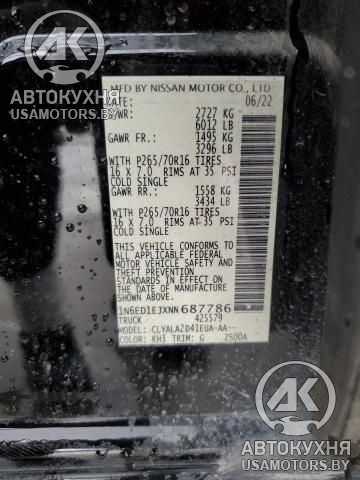 АВТОКУХНЯ
USAMOTORS.BY
MFD BY NISSAN MOTOR CO., LTD
DATE: 06/22
GVWR: 2727 KG
6012 LB
GAWR FR.: 1495 KG
3296 LB
WITH P265/70R16 TIRES
16 X 7.0 RIMS AT 35 PSI
COLD SINGLE
GAWR RR.: 1558 KG
3434 LB
WITH P265/70R16 TIRES
16 X 7.0 RIMS AT 35 PSI
COLD SINGLE
THIS VEHICLE CONFORMS TO
ALL APPLICABLE FEDERAL
MOTOR VEHICLE SAFETY
STANDARDS IN EFFECT ON THE
DATE OF MANUFACTURE SHOWN
ABOVE.
1N6ED1EJXNN687786
TRUCK 425579
MODEL: CLYALA2D41EUA-AA--
COLOR: KH3 TRIM: G ZS00A
АВТОКУХНЯ
USAMOTORS.BY